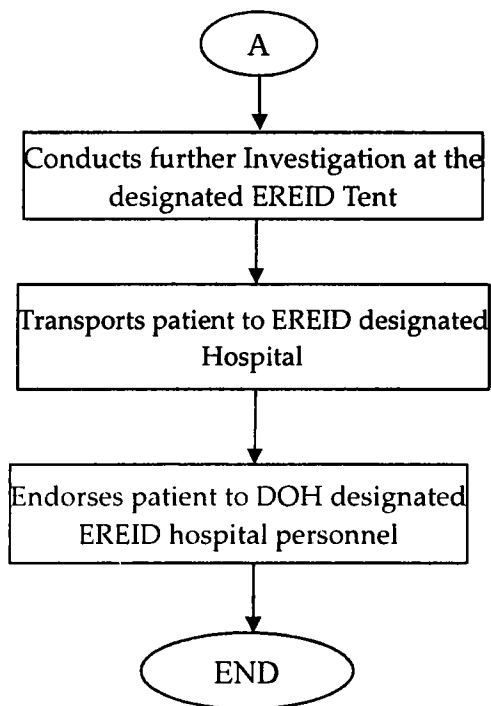 A
Conducts further Investigation at the
designated EREID Tent
Transports patient to EREID designated
Hospital
Endorses patient to DOH designated
EREID hospital personnel
END